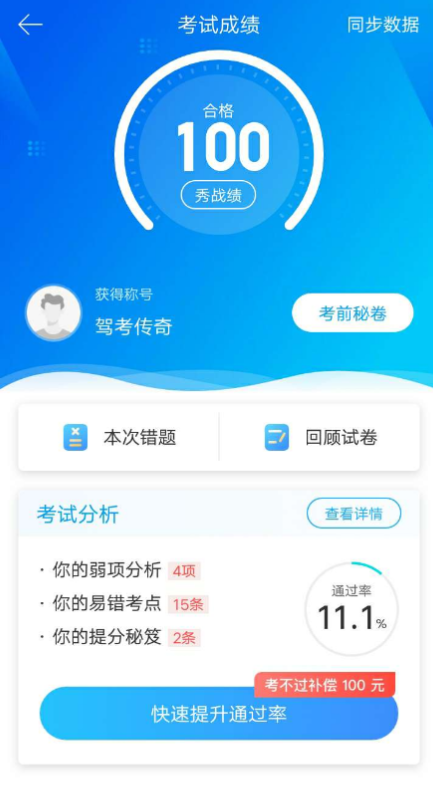 考试成绩
同步数据
合格
100
秀战绩
获得称号
驾考传奇
考前秘卷
本次错题
回顾试卷
考试分析
查看详情
· 你的弱项分析 4项
· 你的易错考点 15条
· 你的提分秘笈 2条
通过率
11.1%
考不过补偿 100 元
快速提升通过率